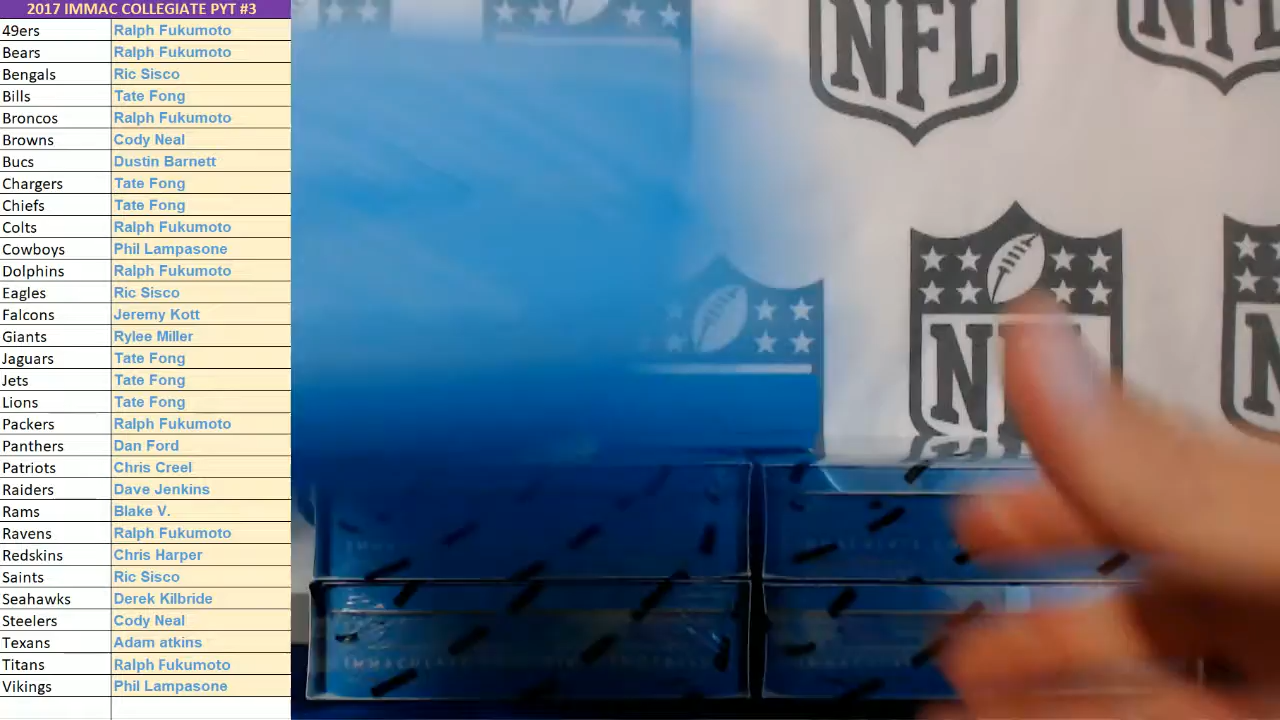 2017 IMMAC COLLEGIATE PYT #3
49ers Ralph Fukumoto
Bears Ralph Fukumoto
Bengals Ric Sisco
Bills Tate Fong
Broncos Ralph Fukumoto
Browns Cody Neal
Bucs Dustin Barnett
Chargers Tate Fong
Chiefs Tate Fong
Colts Ralph Fukumoto
Cowboys Phil Lampasone
Dolphins Ralph Fukumoto
Eagles Ric Sisco
Falcons Jeremy Kott
Giants Rylee Miller
Jaguars Tate Fong
Jets Tate Fong
Lions Tate Fong
Packers Ralph Fukumoto
Panthers Dan Ford
Patriots Chris Creel
Raiders Dave Jenkins
Rams Blake V.
Ravens Ralph Fukumoto
Redskins Chris Harper
Saints Ric Sisco
Seahawks Derek Kilbride
Steelers Cody Neal
Texans Adam atkins
Titans Ralph Fukumoto
Vikings Phil Lampasone
NFL
NFL